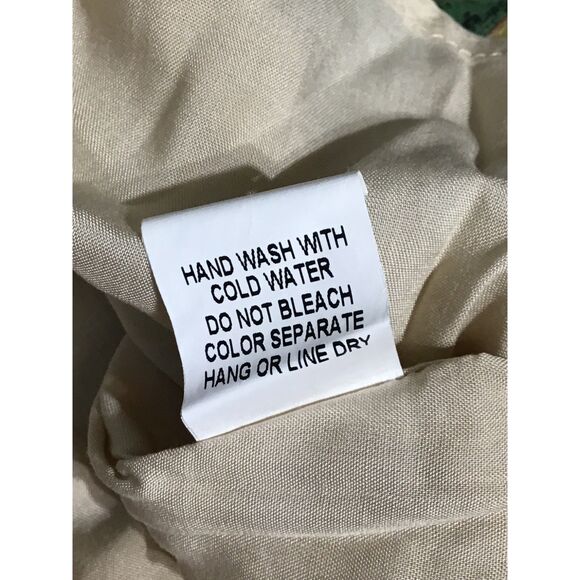 HAND WASH WITH
COLD WATER
DO NOT BLEACH
COLOR SEPARATE
HANG OR LINE DRY